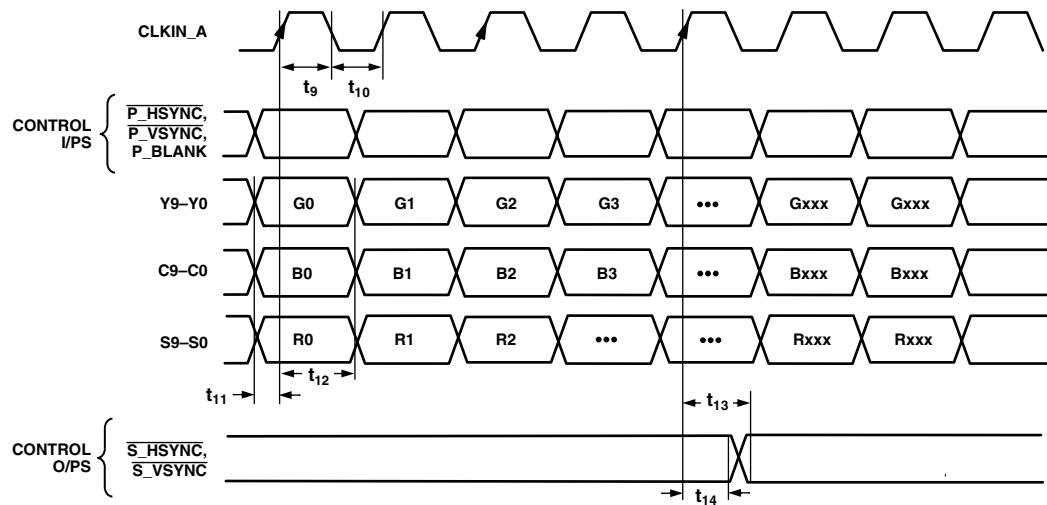 CLKIN_A
t9
t10
CONTROL
I/PS
P_HSYNC,
P_VSYNC,
P_BLANK
Y9–Y0
G0
G1
G2
G3
•••
Gxxx
Gxxx
C9–C0
B0
B1
B2
B3
•••
Bxxx
Bxxx
S9–S0
R0
R1
R2
•••
•••
Rxxx
Rxxx
t11
t12
t13
CONTROL
O/PS
S_HSYNC,
S_VSYNC
t14